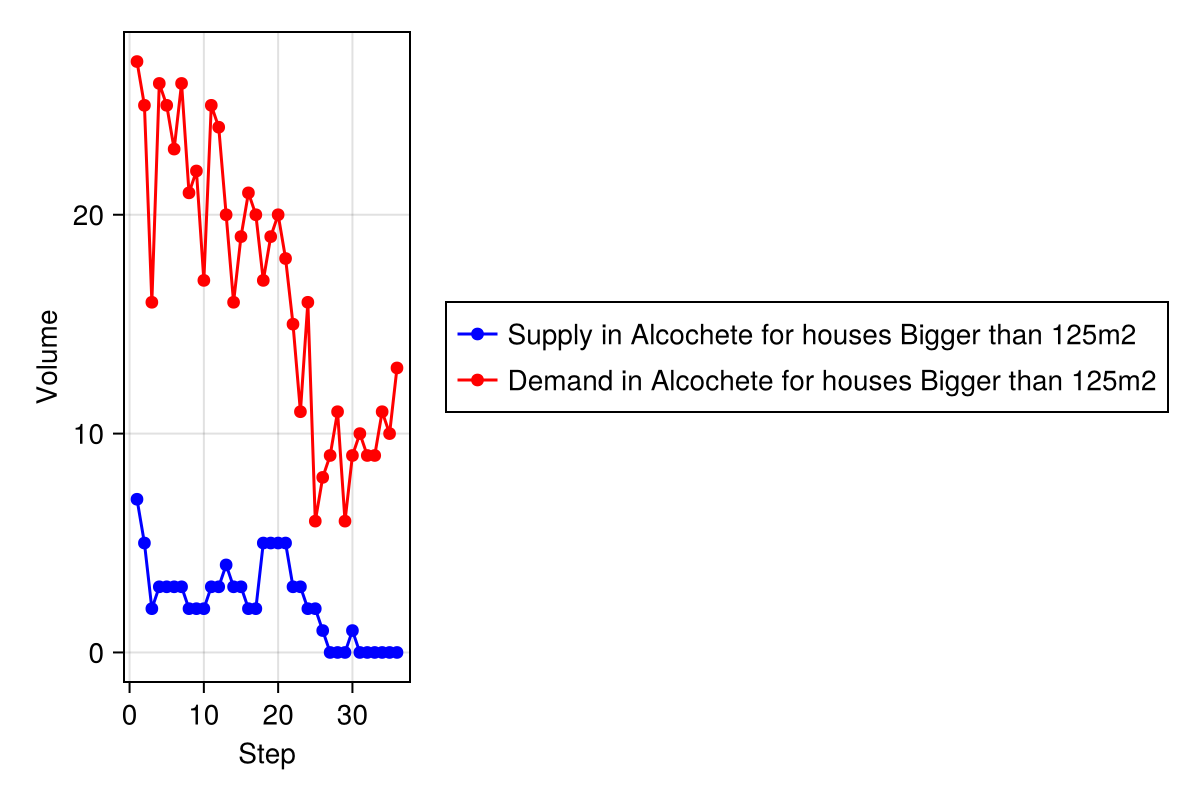 Volume
20
10
0
0 10 20 30
Step
Supply in Alcochete for houses Bigger than 125m2
Demand in Alcochete for houses Bigger than 125m2